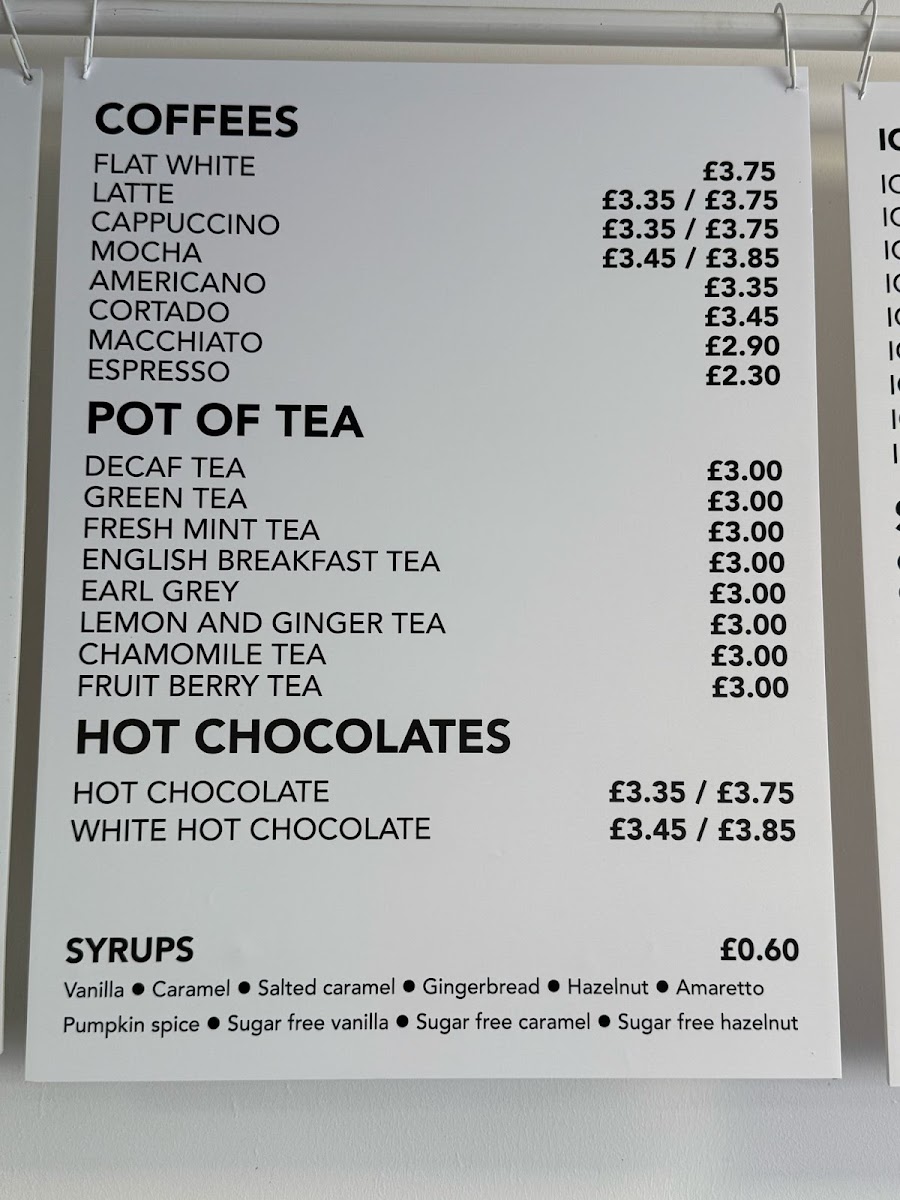 COFFEES
FLAT WHITE £3.75
LATTE £3.35 / £3.75
CAPPUCCINO £3.35 / £3.75
MOCHA £3.45 / £3.85
AMERICANO £3.35
CORTADO £3.45
MACCHIATO £2.90
ESPRESSO £2.30
POT OF TEA
DECAF TEA £3.00
GREEN TEA £3.00
FRESH MINT TEA £3.00
ENGLISH BREAKFAST TEA £3.00
EARL GREY £3.00
LEMON AND GINGER TEA £3.00
CHAMOMILE TEA £3.00
FRUIT BERRY TEA £3.00
HOT CHOCOLATES
HOT CHOCOLATE £3.35 / £3.75
WHITE HOT CHOCOLATE £3.45 / £3.85
SYRUPS £0.60
Vanilla ● Caramel ● Salted caramel ● Gingerbread ● Hazelnut ● Amaretto
Pumpkin spice ● Sugar free vanilla ● Sugar free caramel ● Sugar free hazelnut